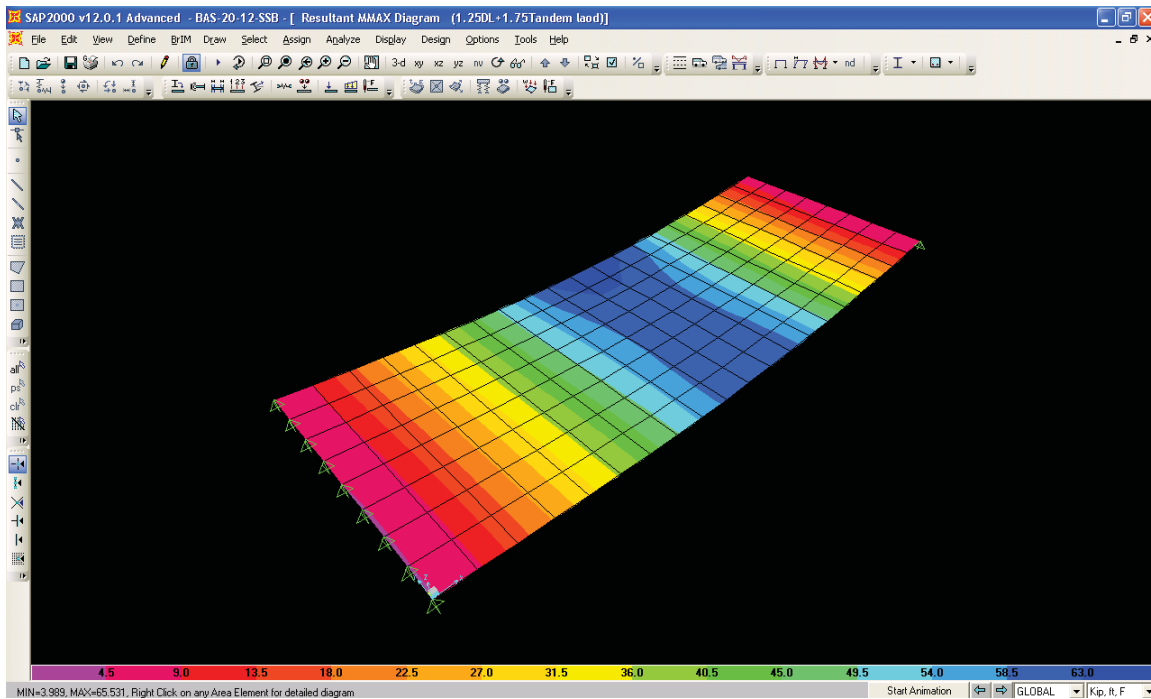 SAP2000 v12.0.1 Advanced - BAS-20-12-SSB - [ Resultant MMAX Diagram (1.25DL+1.75Tandem laod)]
File Edit View Define BrIM Draw Select Assign Analyze Display Design Options Tools Help
3-d xy xz yz nv nd
all
ps
clr
4.5 9.0 13.5 18.0 22.5 27.0 31.5 36.0 40.5 45.0 49.5 54.0 58.5 63.0
MIN=3.989, MAX=65.531, Right Click on any Area Element for detailed diagram Start Animation GLOBAL Kip, ft, F